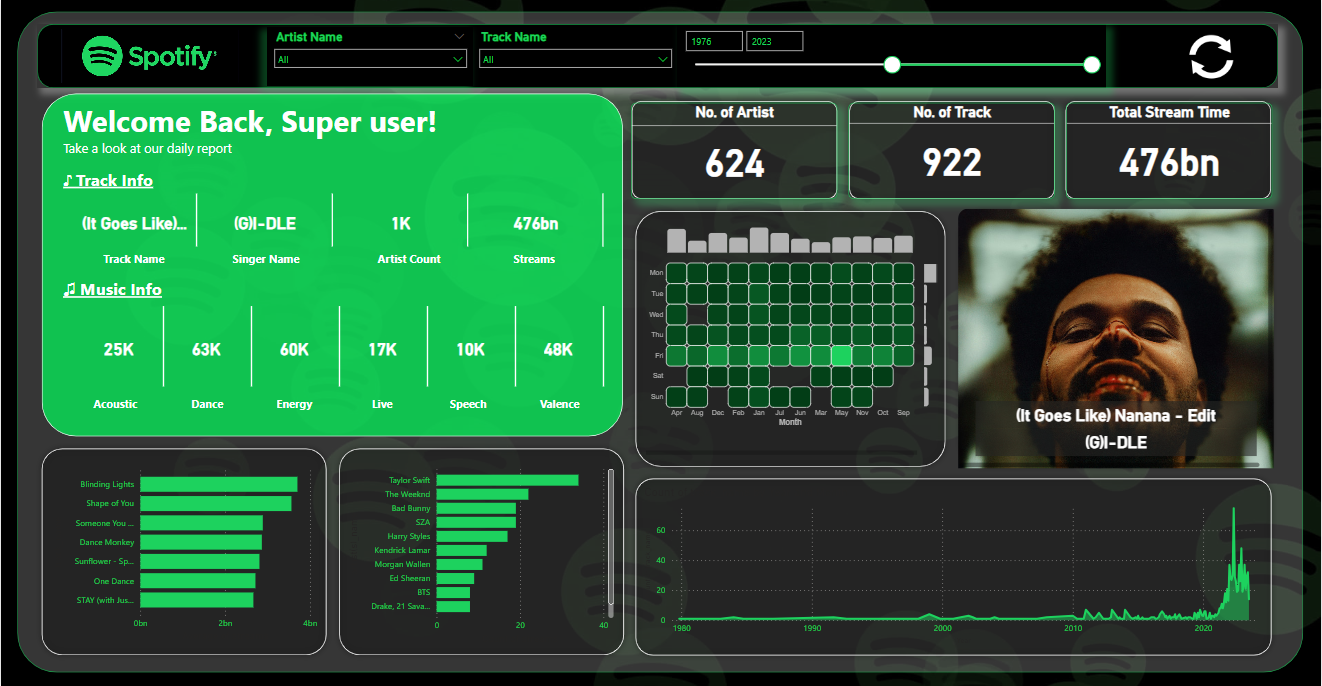 Spotify
Artist Name
All
Track Name
All
1976
2023
Welcome Back, Super user!
Take a look at our daily report
♪ Track Info
(It Goes Like)...
(G)I-DLE
1K
476bn
Track Name
Singer Name
Artist Count
Streams
♫ Music Info
25K
63K
60K
17K
10K
48K
Acoustic
Dance
Energy
Live
Speech
Valence
No. of Artist
624
No. of Track
922
Total Stream Time
476bn
Mon
Tue
Wed
Thu
Fri
Sat
Sun
Apr Aug Dec Feb Jan Jul Jun Mar May Nov Oct Sep
Month
(It Goes Like) Nanana - Edit
(G)I-DLE
Blinding Lights
Shape of You
Someone You ...
Dance Monkey
Sunflower - Sp...
One Dance
STAY (with Jus...
0bn 2bn 4bn
Taylor Swift
The Weeknd
Bad Bunny
SZA
Harry Styles
Kendrick Lamar
Morgan Wallen
Ed Sheeran
BTS
Drake, 21 Sava...
0 20 40
60
40
20
0
1980 1990 2000 2010 2020